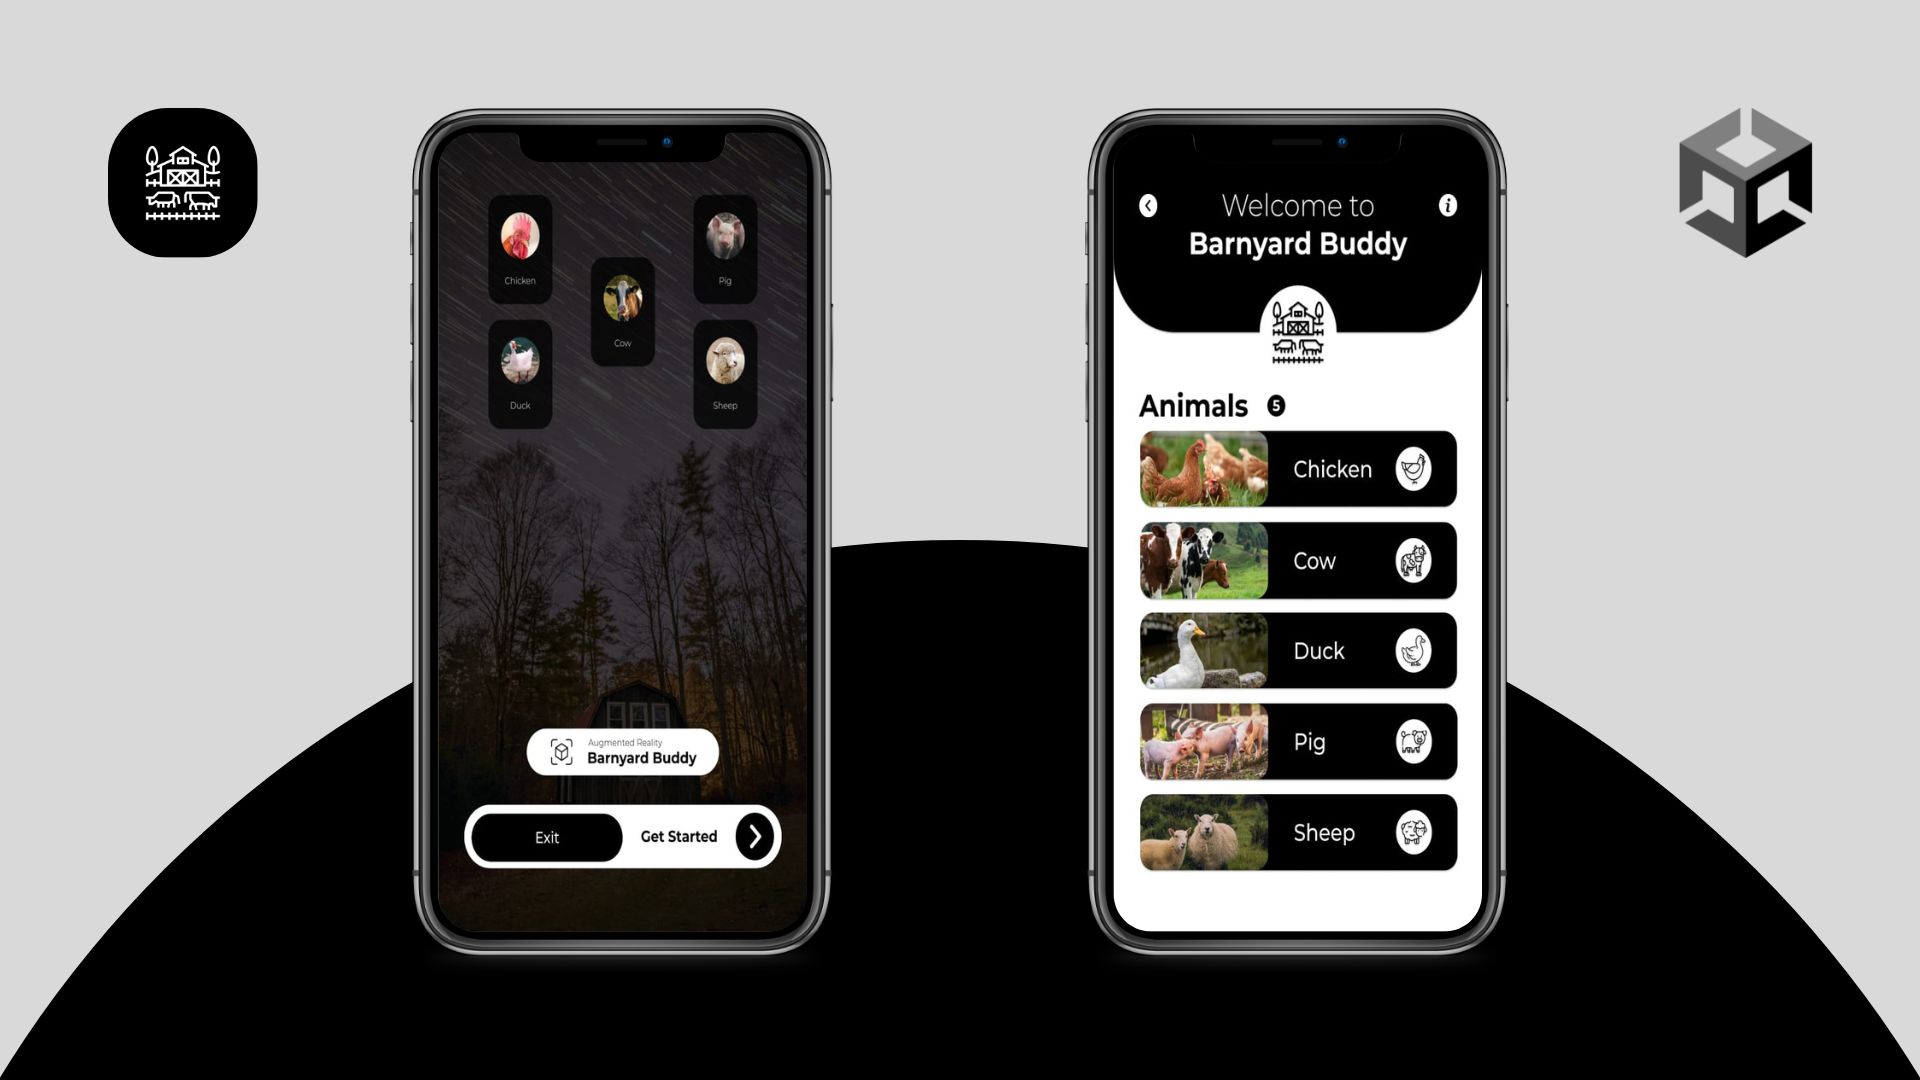 Chicken
Pig
Cow
Duck
Sheep
Augmented Reality
Barnyard Buddy
Exit
Get Started
Welcome to
Barnyard Buddy
Animals 5
Chicken
Cow
Duck
Pig
Sheep